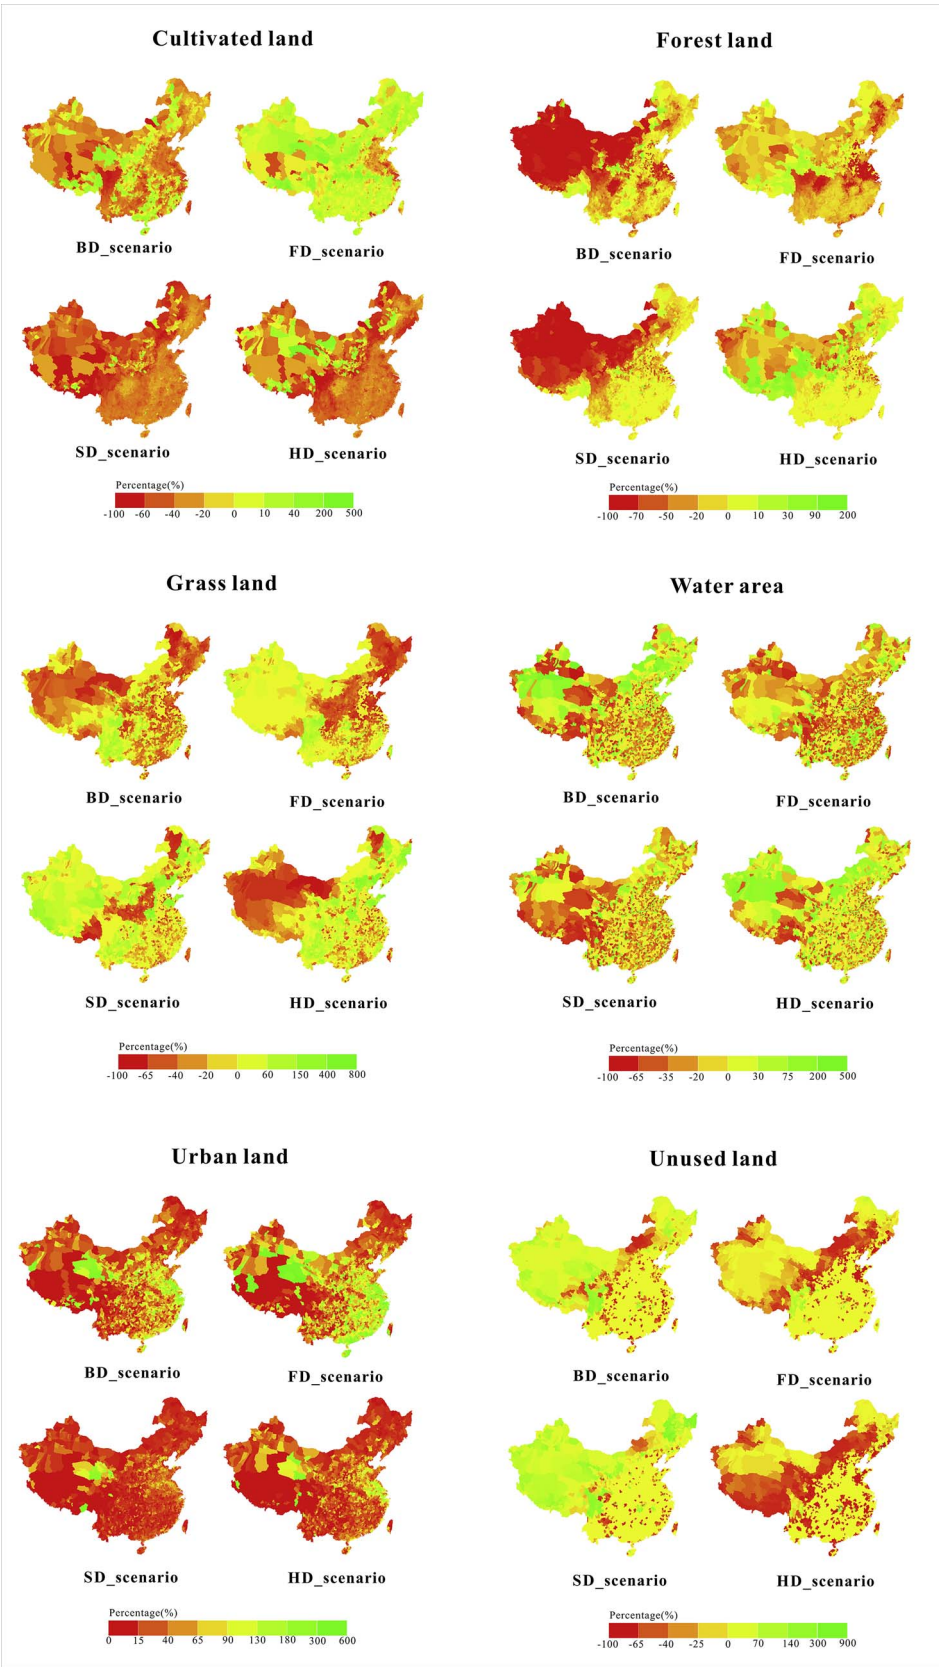 Cultivated land
Forest land
BD_scenario
FD_scenario
BD_scenario
FD_scenario
SD_scenario
HD_scenario
SD_scenario
HD_scenario
Percentage(%)
-100 -60 -40 -20 0 10 40 200 500
Percentage(%)
-100 -70 -50 -20 0 10 30 90 200
Grass land
Water area
BD_scenario
FD_scenario
BD_scenario
FD_scenario
SD_scenario
HD_scenario
SD_scenario
HD_scenario
Percentage(%)
-100 -65 -40 -20 0 60 150 400 800
Percentage(%)
-100 -65 -35 -20 0 30 75 200 500
Urban land
Unused land
BD_scenario
FD_scenario
BD_scenario
FD_scenario
SD_scenario
HD_scenario
SD_scenario
HD_scenario
Percentage(%)
0 15 40 65 90 130 180 300 600
Percentage(%)
-100 -65 -40 -25 0 70 140 300 900